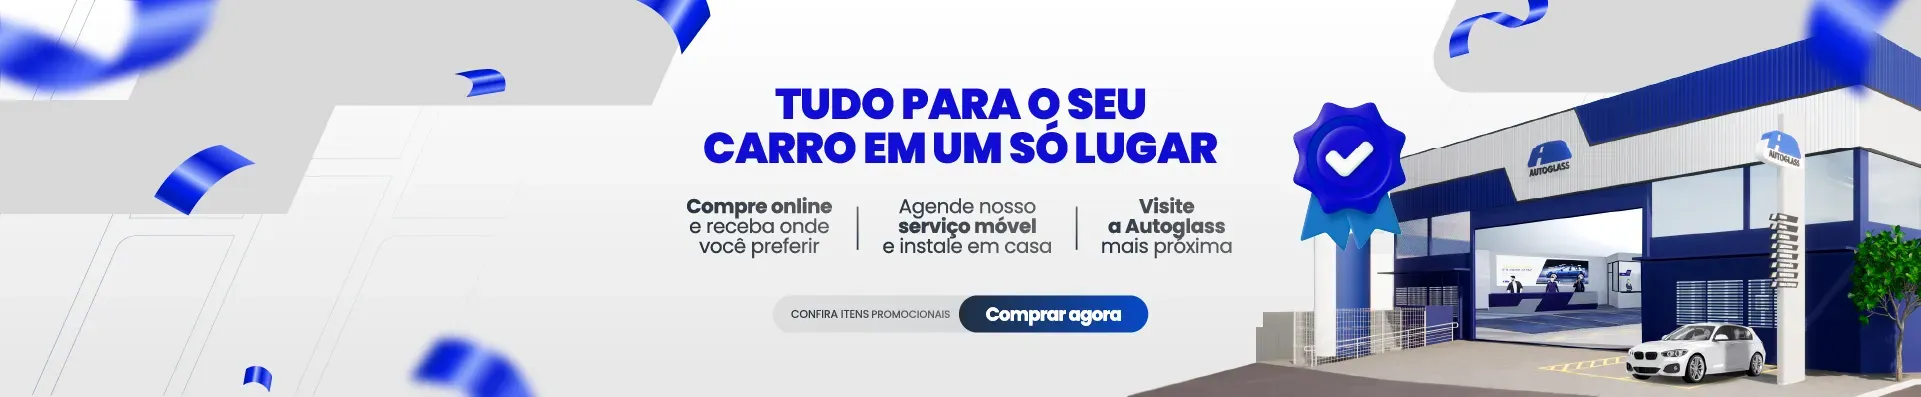 TUDO PARA O SEU
CARRO EM UM SÓ LUGAR
Compre online
e receba onde
você preferir
Agende nosso
serviço móvel
e instale em casa
Visite
a Autoglass
mais próxima
CONFIRA ITENS PROMOCIONAIS
Comprar agora
AUTOGLASS
AUTOGLASS